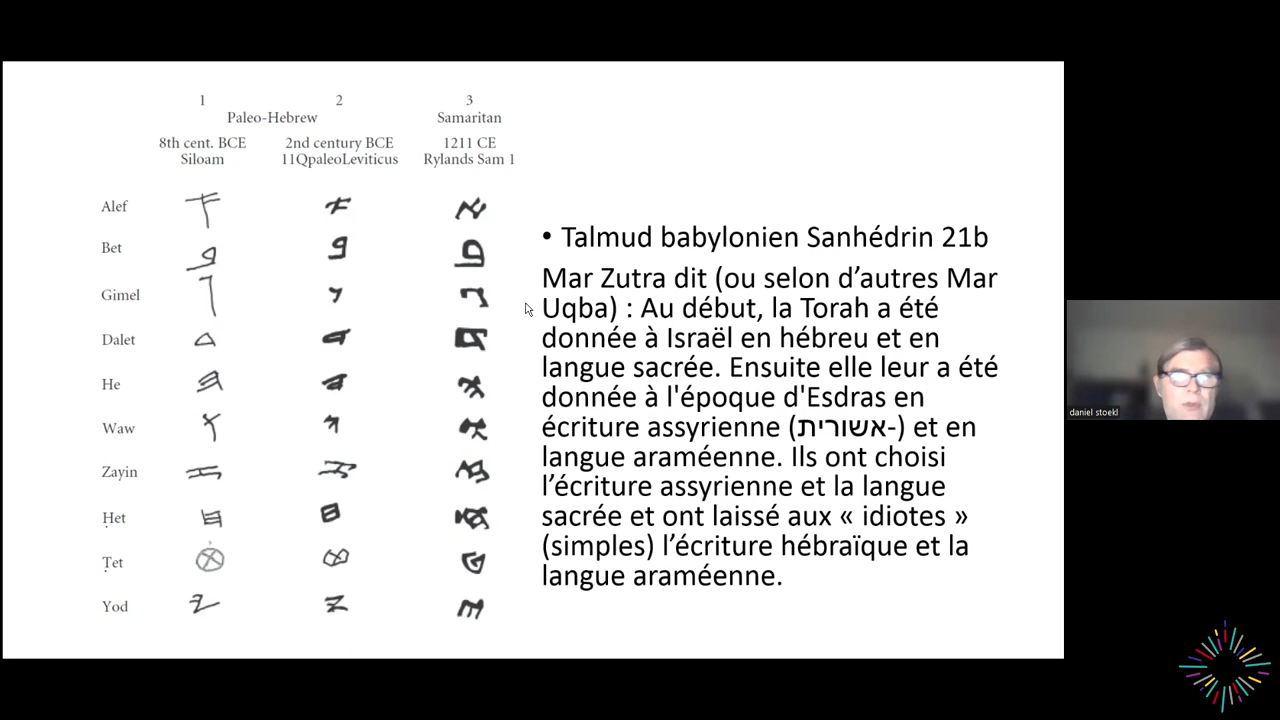 1 2 3
Paleo-Hebrew Samaritan
8th cent. BCE 2nd century BCE 1211 CE
Siloam 11QpaleoLeviticus Rylands Sam 1
Alef
Bet
Gimel
Dalet
He
Waw
Zayin
Ḥet
Ṭet
Yod
• Talmud babylonien Sanhédrin 21b
Mar Zutra dit (ou selon d’autres Mar
Uqba) : Au début, la Torah a été
donnée à Israël en hébreu et en
langue sacrée. Ensuite elle leur a été
donnée à l'époque d'Esdras en
écriture assyrienne (אשורית-) et en
langue araméenne. Ils ont choisi
l’écriture assyrienne et la langue
sacrée et ont laissé aux « idiotes »
(simples) l’écriture hébraïque et la
langue araméenne.
daniel stoekl